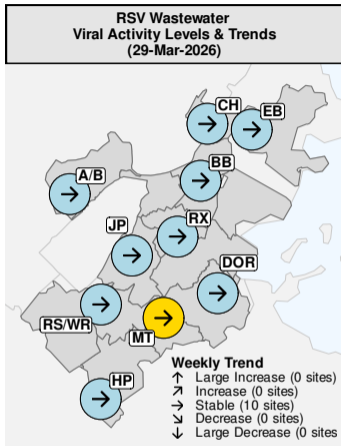 RSV Wastewater
Viral Activity Levels & Trends
(29-Mar-2026)
CH
EB
BB
A/B
RX
JP
DOR
RS/WR
MT
HP
Weekly Trend
↑ Large Increase (0 sites)
↗ Increase (0 sites)
→ Stable (10 sites)
↘ Decrease (0 sites)
↓ Large Decrease (0 sites)